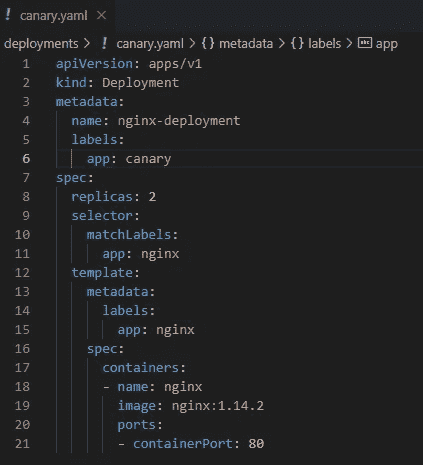 ! canary.yaml ×
deployments > ! canary.yaml > {} metadata > {} labels > abc app
1 apiVersion: apps/v1
2 kind: Deployment
3 metadata:
4   name: nginx-deployment
5   labels:
6     app: canary
7 spec:
8   replicas: 2
9   selector:
10     matchLabels:
11       app: nginx
12   template:
13     metadata:
14       labels:
15         app: nginx
16     spec:
17       containers:
18       - name: nginx
19         image: nginx:1.14.2
20         ports:
21         - containerPort: 80